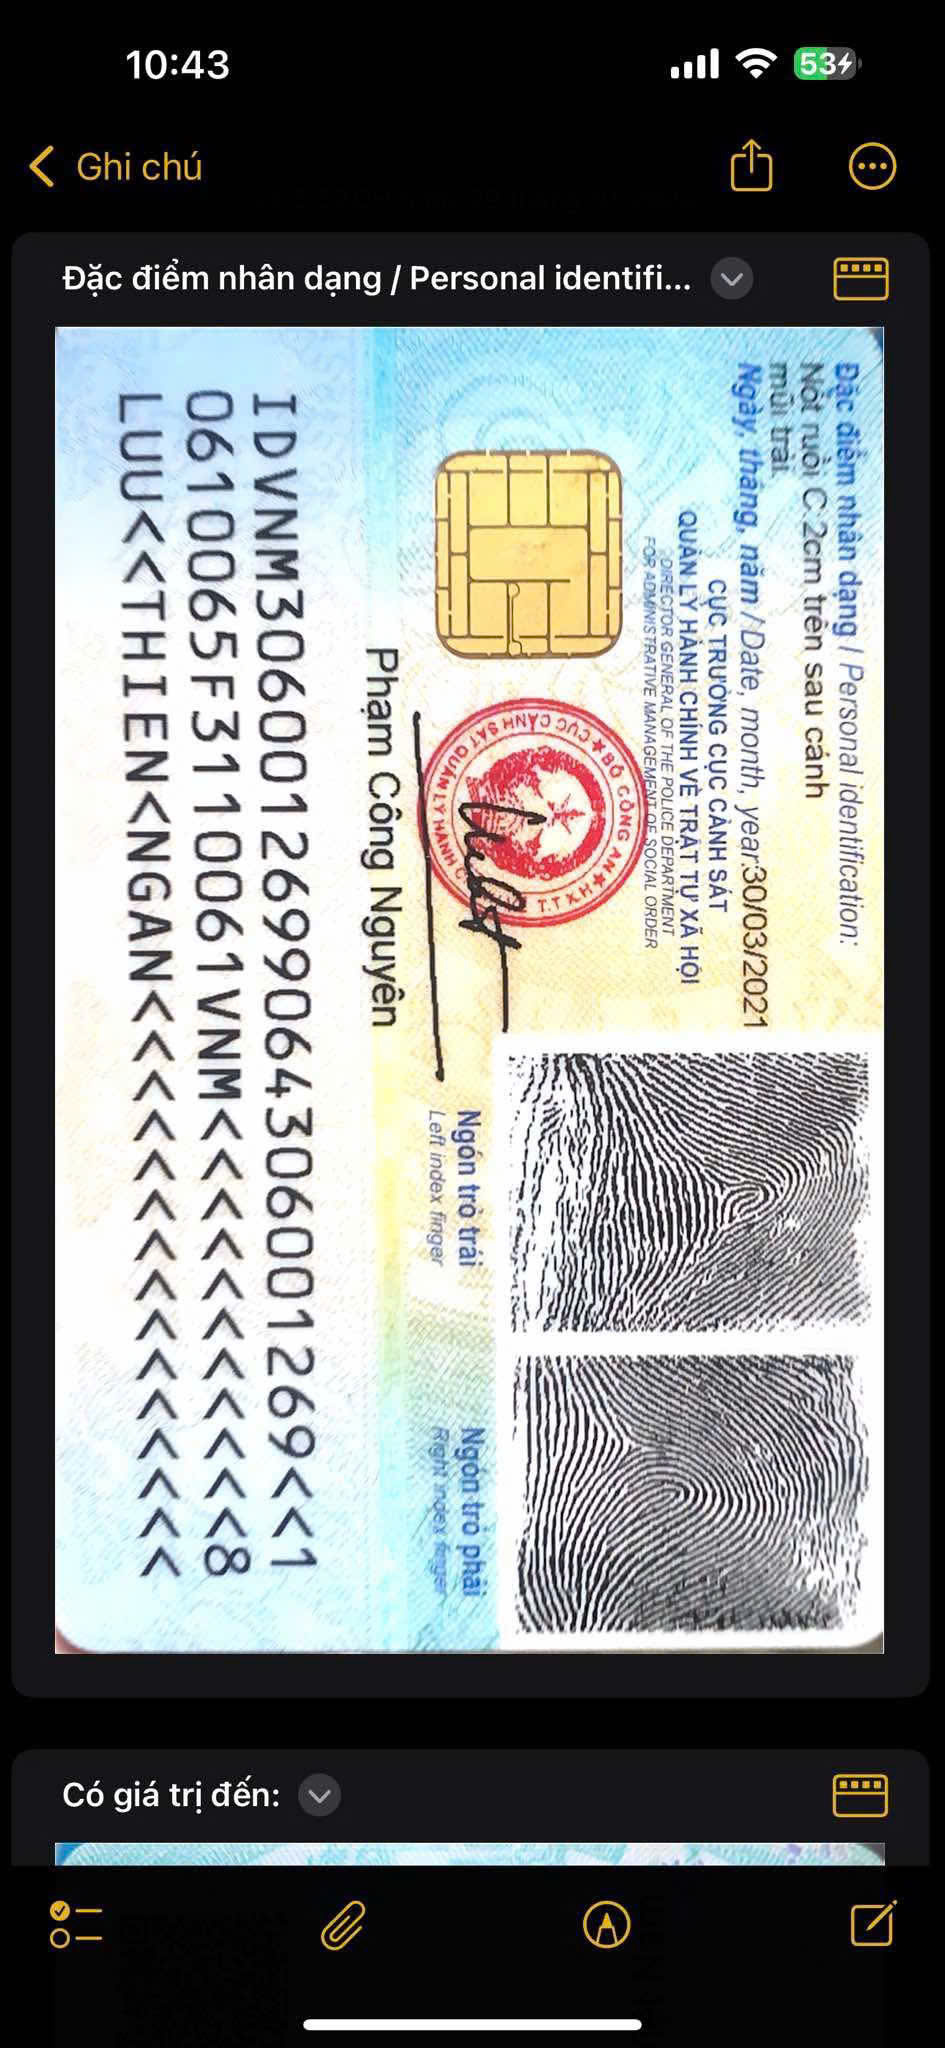 10:43
53
Ghi chú
Đặc điểm nhân dạng / Personal identifi...
Đặc điểm nhân dạng / Personal identification:
Nốt ruồi C.2cm trên sau cánh
mũi trái
Ngày, tháng, năm / Date, month, year:30/03/2021
CỤC TRƯỞNG CỤC CẢNH SÁT
QUẢN LÝ HÀNH CHÍNH VỀ TRẬT TỰ XÃ HỘI
DIRECTOR GENERAL OF THE POLICE DEPARTMENT
FOR ADMINISTRATIVE MANAGEMENT OF SOCIAL ORDER
BỘ CÔNG AN
CỤC CẢNH SÁT QUẢN LÝ HÀNH
T.T.X.H
Phạm Công Nguyên
Ngón trỏ trái
Left index finger
Ngón trỏ phải
Right index finger
IDVNM3060012699064306001269<<1
0610065F3110061VNM<<<<<<<<<<<8
LUU<<THIEN<NGAN<<<<<<<<<<<<<<<
Có giá trị đến: